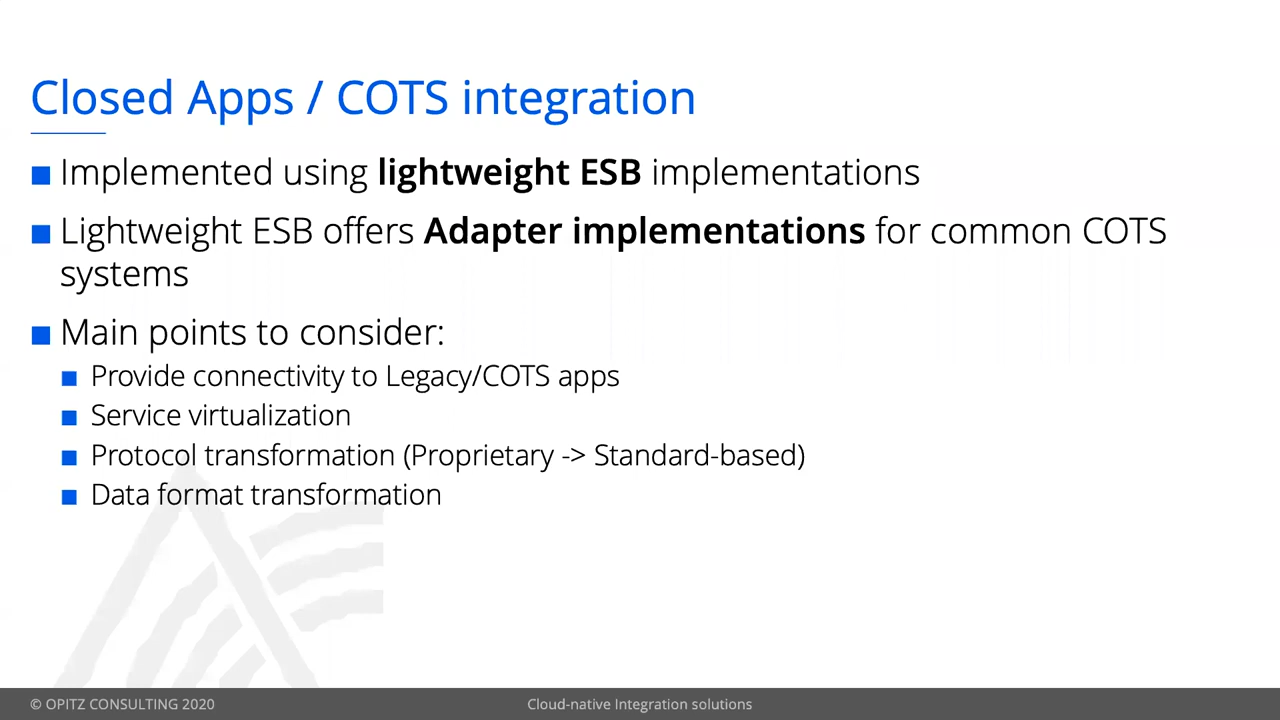 Closed Apps / COTS integration
Implemented using lightweight ESB implementations
Lightweight ESB offers Adapter implementations for common COTS
systems
Main points to consider:
Provide connectivity to Legacy/COTS apps
Service virtualization
Protocol transformation (Proprietary -> Standard-based)
Data format transformation
© OPITZ CONSULTING 2020
Cloud-native Integration solutions